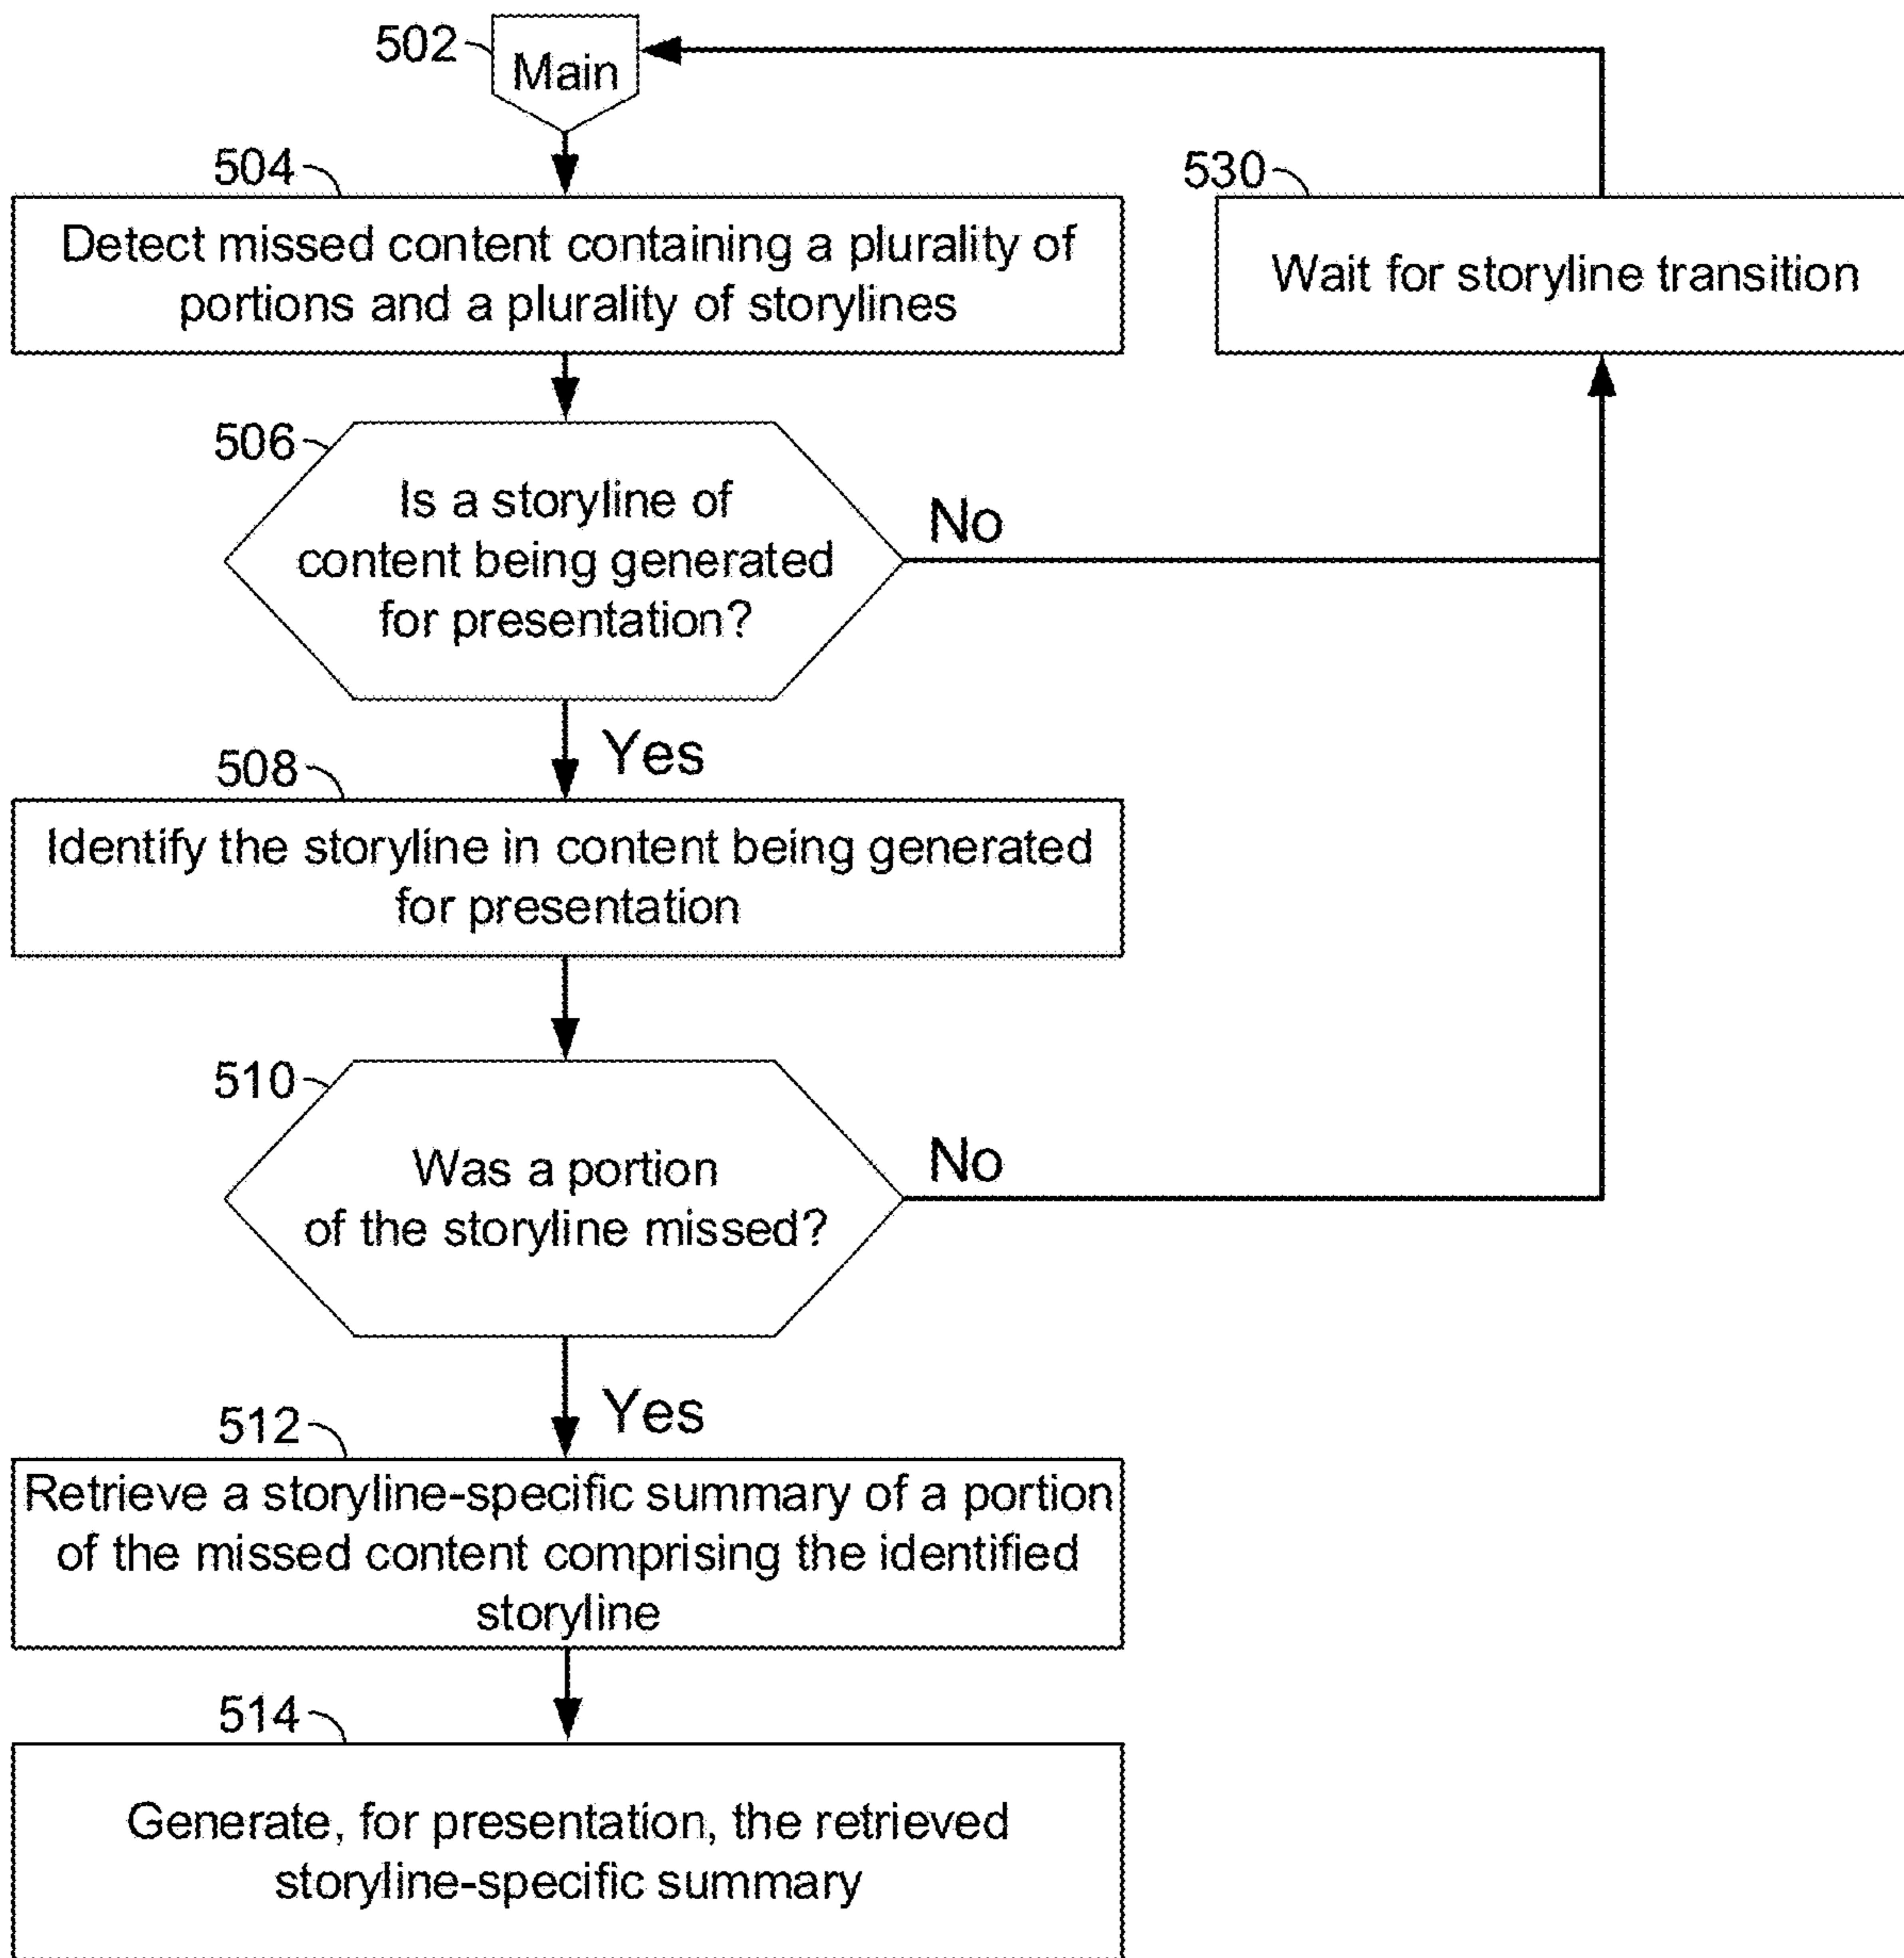 502
Main
504
Detect missed content containing a plurality of
portions and a plurality of storylines
530
Wait for storyline transition
506
Is a storyline of
content being generated
for presentation?
No
Yes
508
Identify the storyline in content being generated
for presentation
510
Was a portion
of the storyline missed?
No
Yes
512
Retrieve a storyline-specific summary of a portion
of the missed content comprising the identified
storyline
514
Generate, for presentation, the retrieved
storyline-specific summary